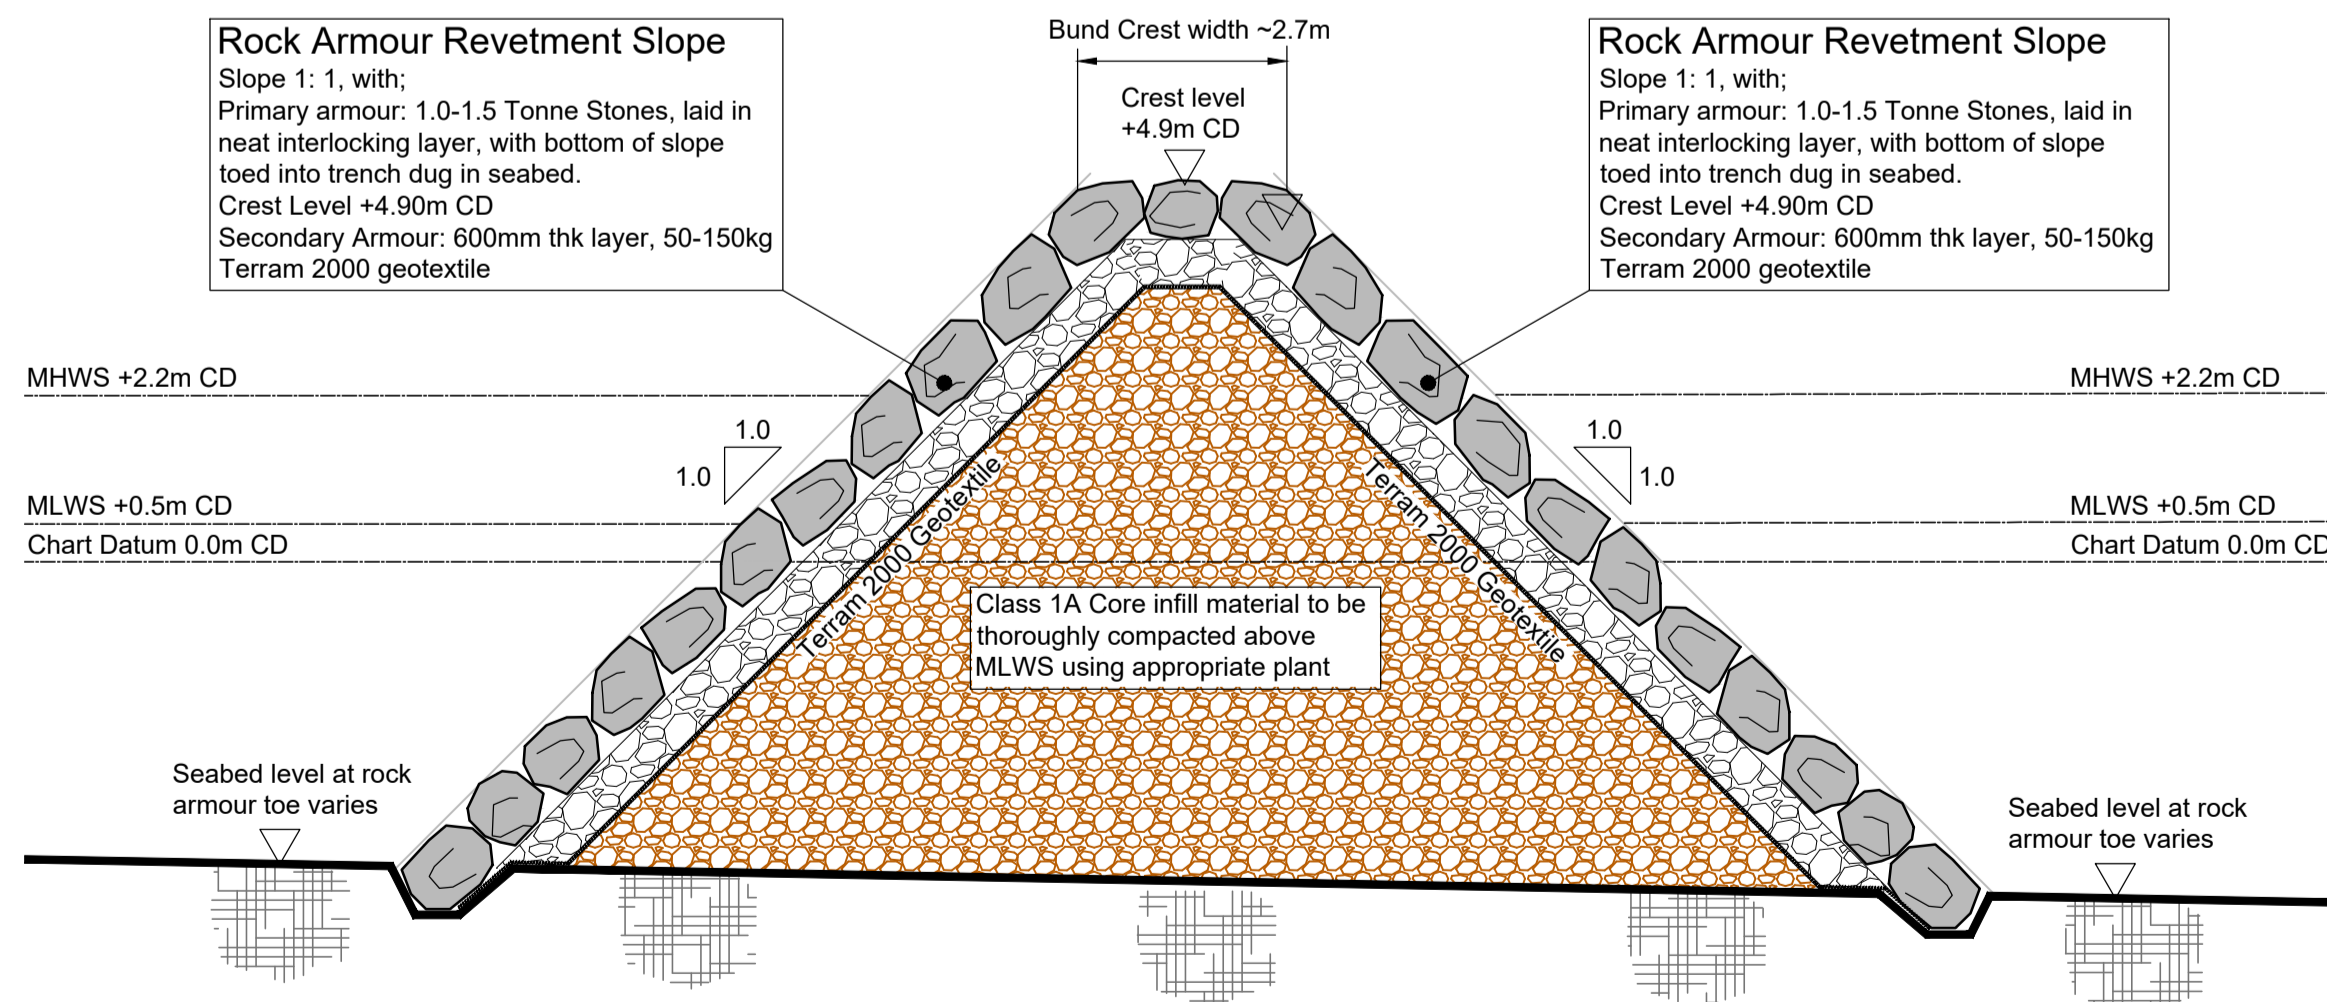 Rock Armour Revetment Slope
Slope 1: 1, with;
Primary armour: 1.0-1.5 Tonne Stones, laid in
neat interlocking layer, with bottom of slope
toed into trench dug in seabed.
Crest Level +4.90m CD
Secondary Armour: 600mm thk layer, 50-150kg
Terram 2000 geotextile
Bund Crest width ~2.7m
Crest level
+4.9m CD
Rock Armour Revetment Slope
Slope 1: 1, with;
Primary armour: 1.0-1.5 Tonne Stones, laid in
neat interlocking layer, with bottom of slope
toed into trench dug in seabed.
Crest Level +4.90m CD
Secondary Armour: 600mm thk layer, 50-150kg
Terram 2000 geotextile
MHWS +2.2m CD
MHWS +2.2m CD
1.0
1.0
1.0
1.0
MLWS +0.5m CD
MLWS +0.5m CD
Chart Datum 0.0m CD
Chart Datum 0.0m CD
Terram 2000 Geotextile
Terram 2000 Geotextile
Class 1A Core infill material to be
thoroughly compacted above
MLWS using appropriate plant
Seabed level at rock
armour toe varies
Seabed level at rock
armour toe varies